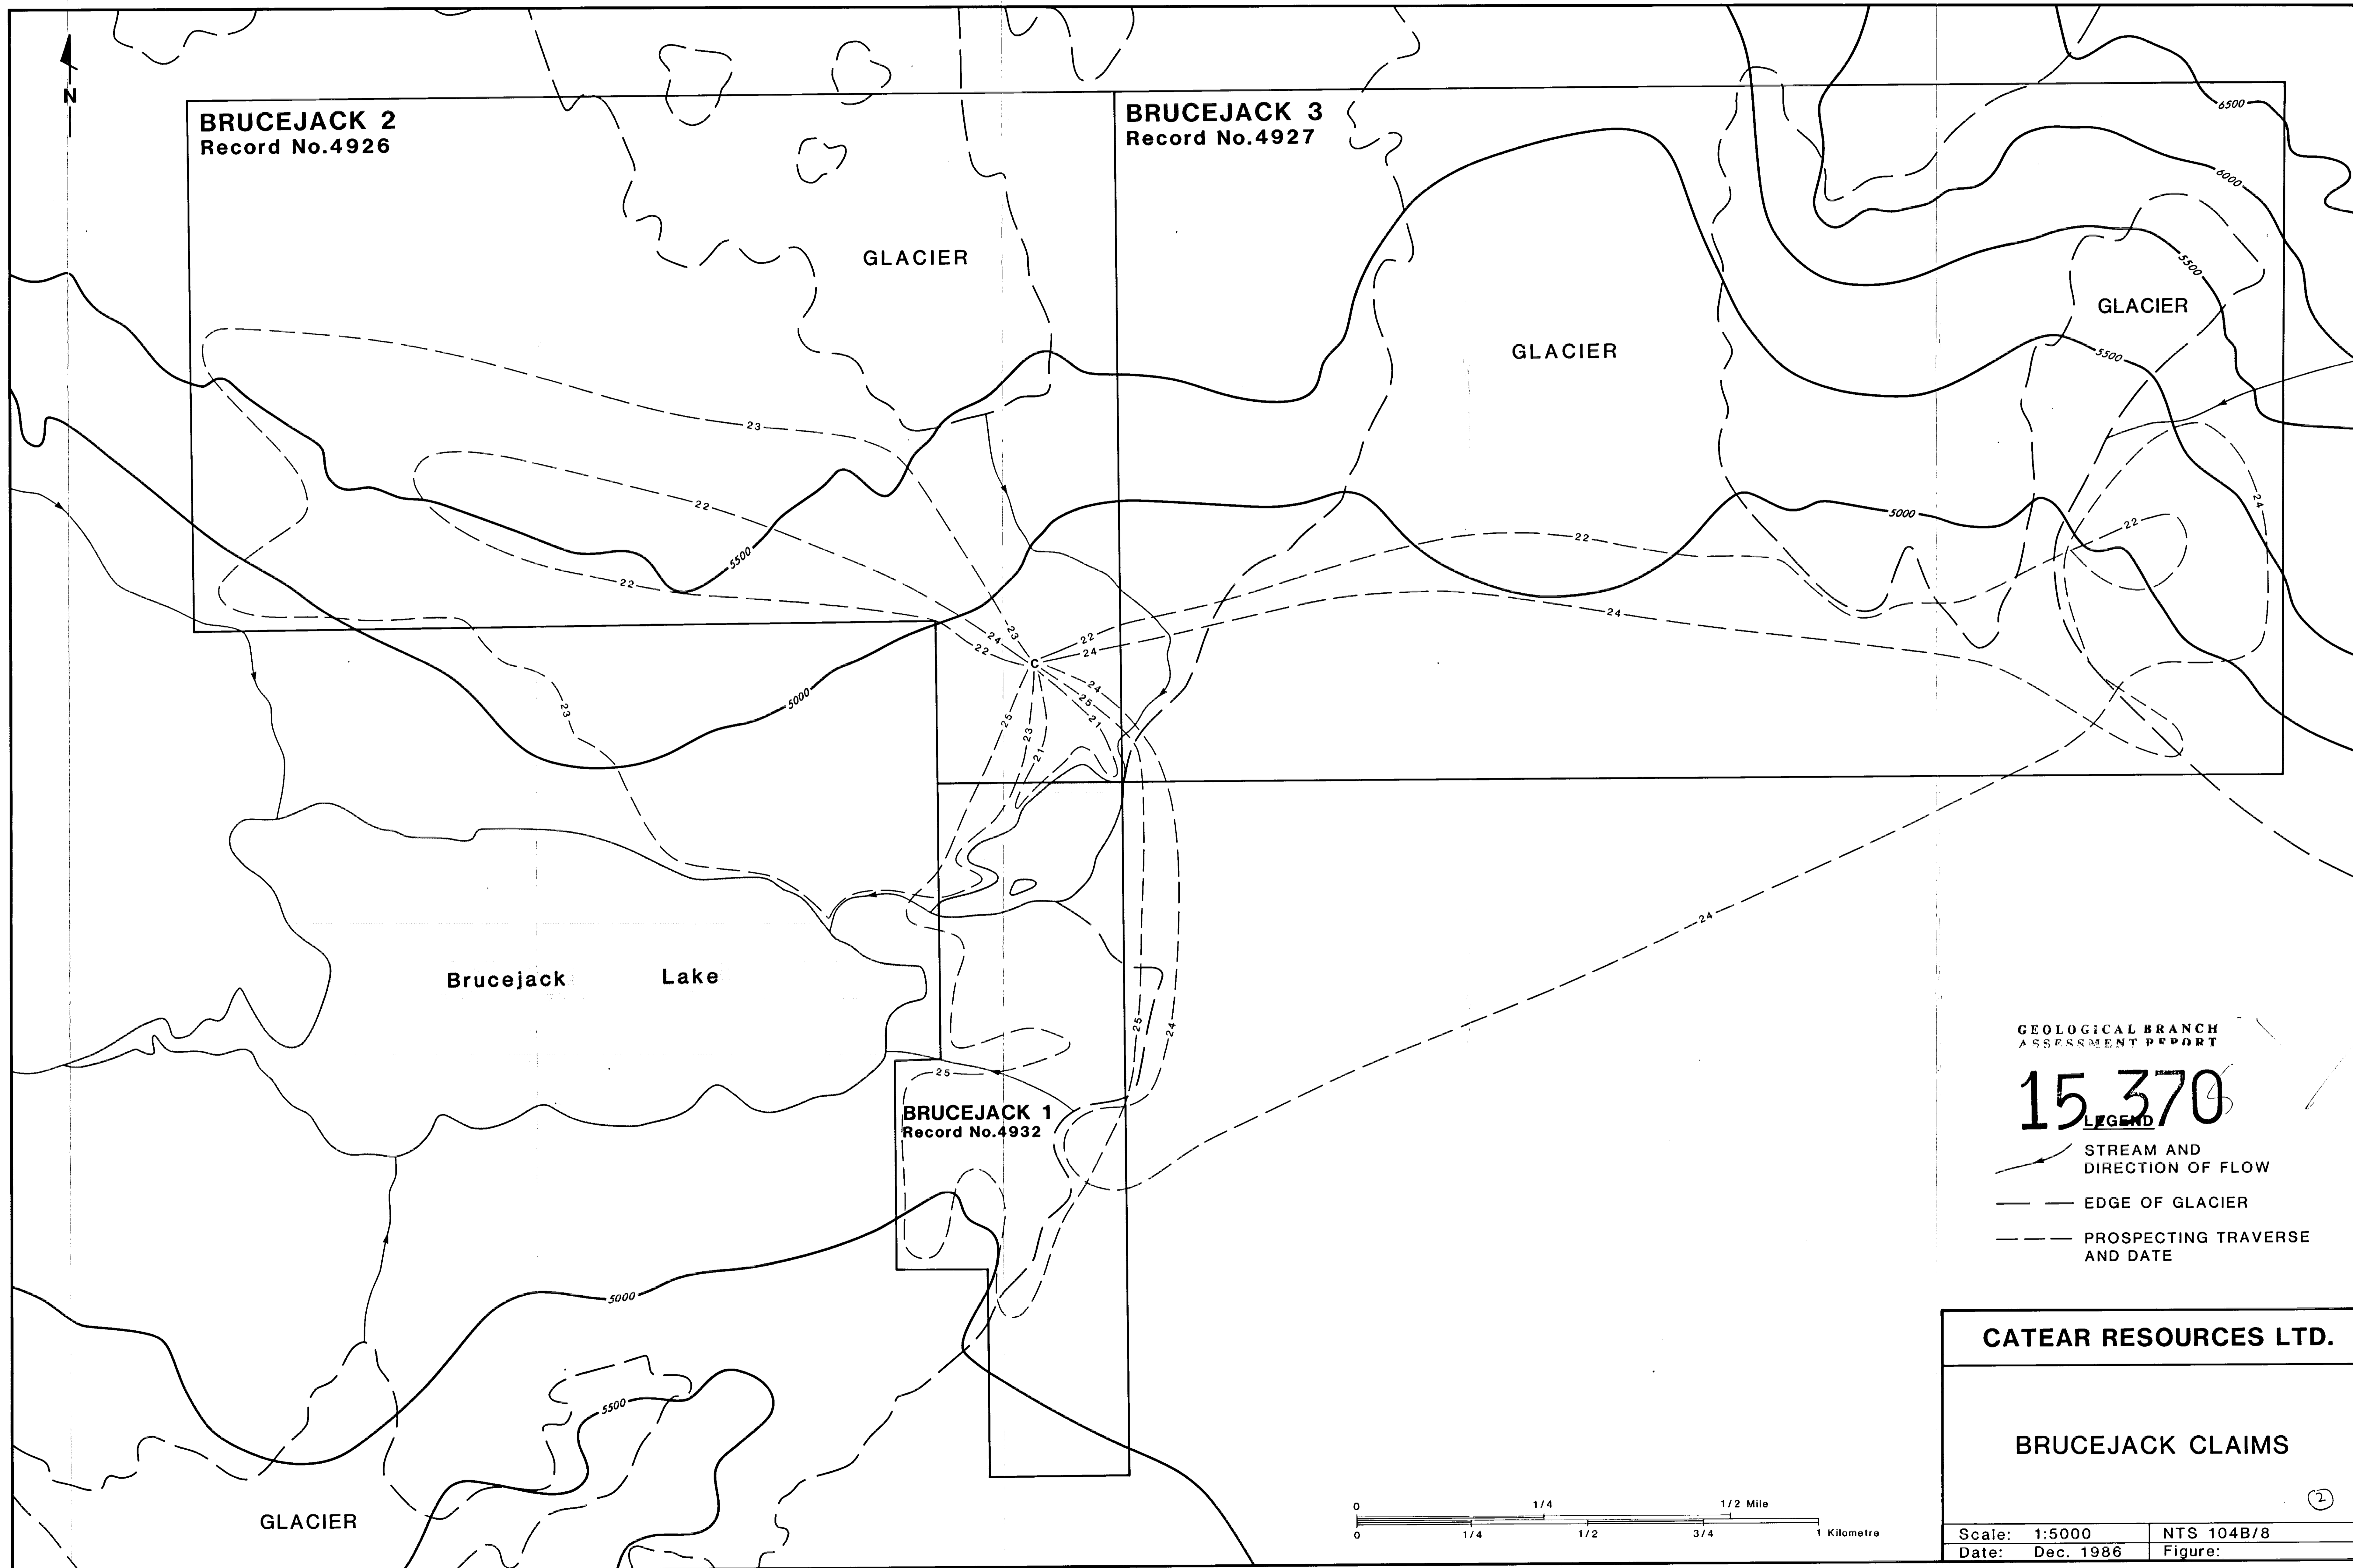 N
BRUCEJACK 2
Record No.4926
BRUCEJACK 3
Record No.4927
6500
6000
GLACIER
5500
GLACIER
GLACIER
5500
23
22
24
5000
22
22
5500
22
24
23
24
22
22
C
24
5000
23
24
25
21
25
23
21
24
Brucejack Lake
25
24
25
BRUCEJACK 1
Record No.4932
5000
5500
GLACIER
GEOLOGICAL BRANCH
ASSESSMENT REPORT
15,370
LEGEND
STREAM AND
DIRECTION OF FLOW
EDGE OF GLACIER
PROSPECTING TRAVERSE
AND DATE
CATEAR RESOURCES LTD.
BRUCEJACK CLAIMS
2
Scale: 1:5000
NTS 104B/8
Date: Dec. 1986
Figure:
0 1/4 1/2 Mile
0 1/4 1/2 3/4 1 Kilometre